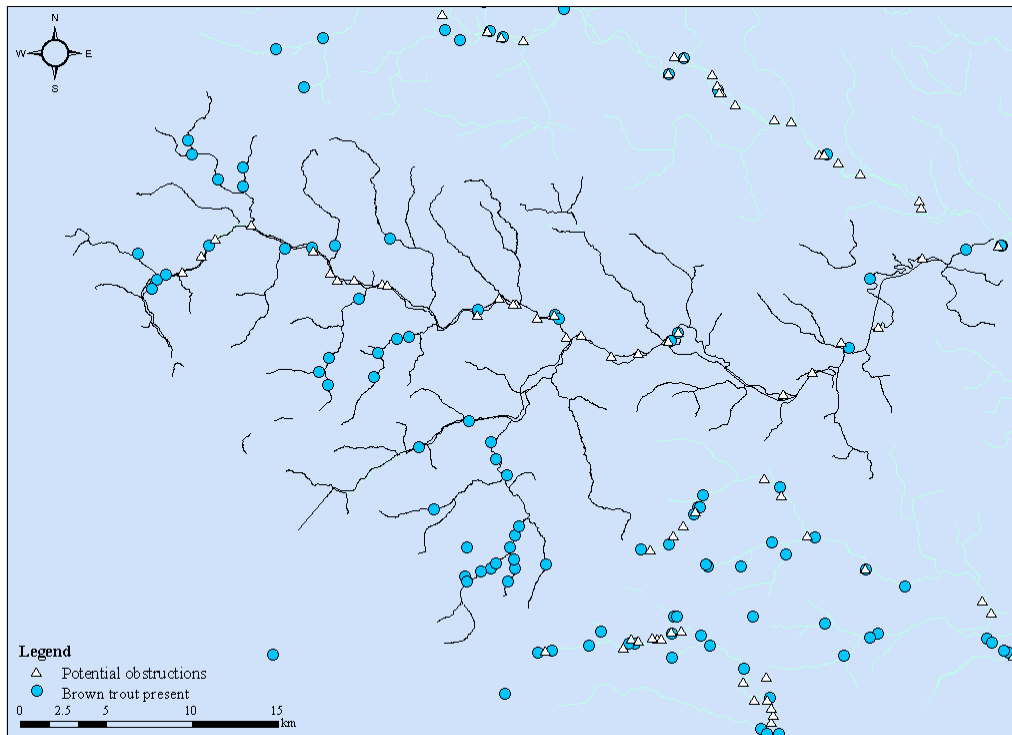 N
W E
S
Legend
Potential obstructions
Brown trout present
0 2.5 5 10 15
km